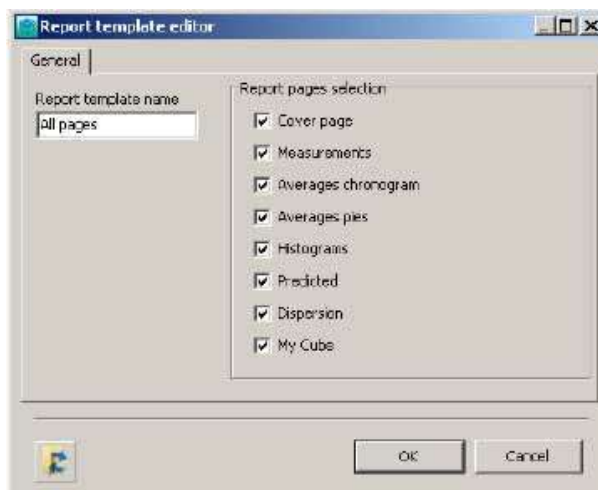 Report template editor
General
Report template name
All pages
Report pages selection
Cover page
Measurements
Averages chronogram
Averages pies
Histograms
Predicted
Dispersion
My Cube
OK
Cancel